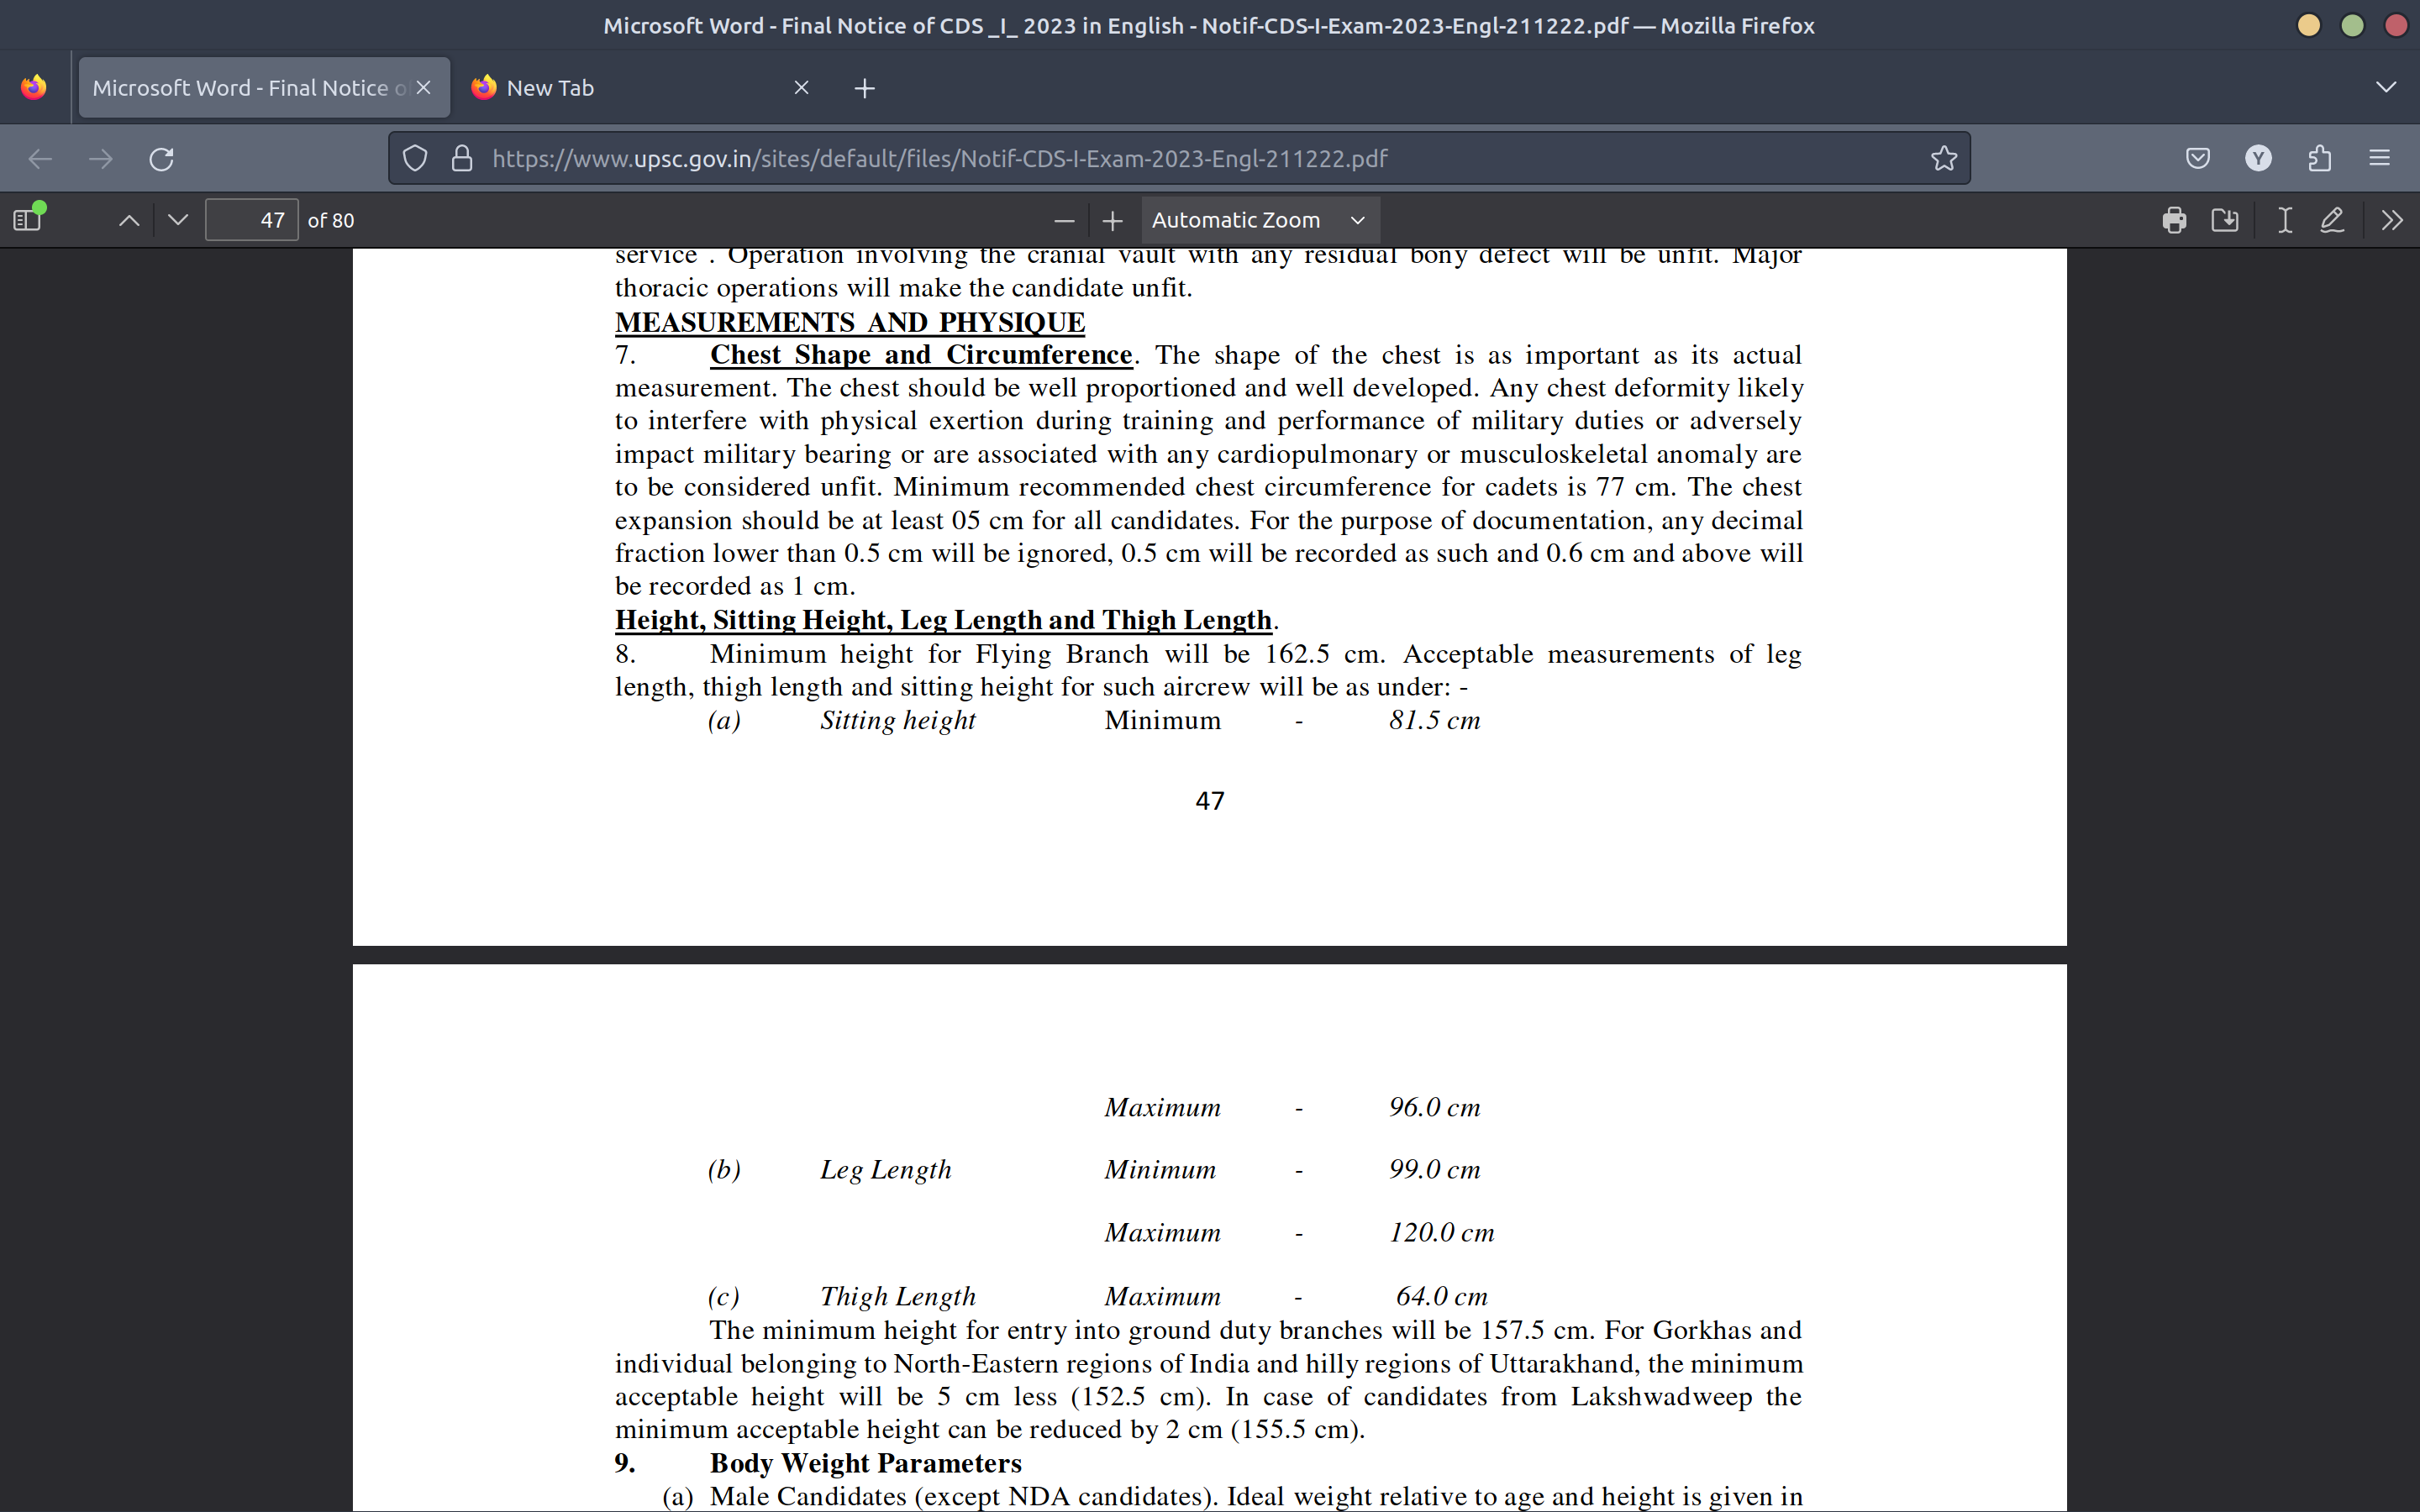 Microsoft Word - Final Notice of CDS _I_ 2023 in English - Notif-CDS-I-Exam-2023-Engl-211222.pdf — Mozilla Firefox
Microsoft Word - Final Notice o
New Tab
https://www.upsc.gov.in/sites/default/files/Notif-CDS-I-Exam-2023-Engl-211222.pdf
Y
47 of 80
Automatic Zoom
service . Operation involving the cranial vault with any residual bony defect will be unfit. Major
thoracic operations will make the candidate unfit.
MEASUREMENTS AND PHYSIQUE
7. Chest Shape and Circumference. The shape of the chest is as important as its actual
measurement. The chest should be well proportioned and well developed. Any chest deformity likely
to interfere with physical exertion during training and performance of military duties or adversely
impact military bearing or are associated with any cardiopulmonary or musculoskeletal anomaly are
to be considered unfit. Minimum recommended chest circumference for cadets is 77 cm. The chest
expansion should be at least 05 cm for all candidates. For the purpose of documentation, any decimal
fraction lower than 0.5 cm will be ignored, 0.5 cm will be recorded as such and 0.6 cm and above will
be recorded as 1 cm.
Height, Sitting Height, Leg Length and Thigh Length.
8. Minimum height for Flying Branch will be 162.5 cm. Acceptable measurements of leg
length, thigh length and sitting height for such aircrew will be as under: -
(a) Sitting height Minimum - 81.5 cm
47
Maximum - 96.0 cm
(b) Leg Length Minimum - 99.0 cm
Maximum - 120.0 cm
(c) Thigh Length Maximum - 64.0 cm
The minimum height for entry into ground duty branches will be 157.5 cm. For Gorkhas and
individual belonging to North-Eastern regions of India and hilly regions of Uttarakhand, the minimum
acceptable height will be 5 cm less (152.5 cm). In case of candidates from Lakshwadweep the
minimum acceptable height can be reduced by 2 cm (155.5 cm).
9. Body Weight Parameters
(a) Male Candidates (except NDA candidates). Ideal weight relative to age and height is given in